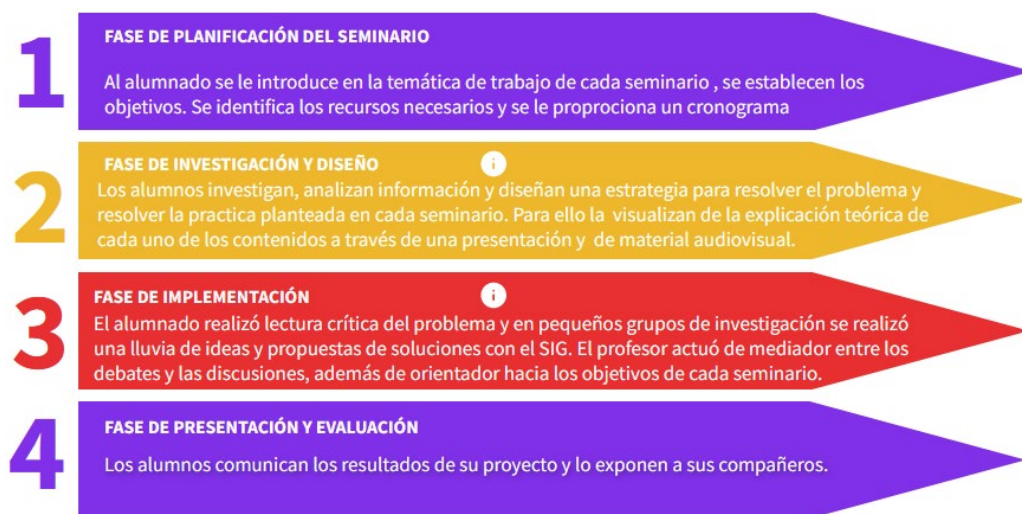 1
FASE DE PLANIFICACIÓN DEL SEMINARIO
Al alumnado se le introduce en la temática de trabajo de cada seminario , se establecen los
objetivos. Se identifica los recursos necesarios y se le proprociona un cronograma
2
FASE DE INVESTIGACIÓN Y DISEÑO i
Los alumnos investigan, analizan información y diseñan una estrategia para resolver el problema y
resolver la practica planteada en cada seminario. Para ello la visualizan de la explicación teórica de
cada uno de los contenidos a través de una presentación y de material audiovisual.
3
FASE DE IMPLEMENTACIÓN i
El alumnado realizó lectura crítica del problema y en pequeños grupos de investigación se realizó
una lluvia de ideas y propuestas de soluciones con el SIG. El profesor actuó de mediador entre los
debates y las discusiones, además de orientador hacia los objetivos de cada seminario.
4
FASE DE PRESENTACIÓN Y EVALUACIÓN
Los alumnos comunican los resultados de su proyecto y lo exponen a sus compañeros.